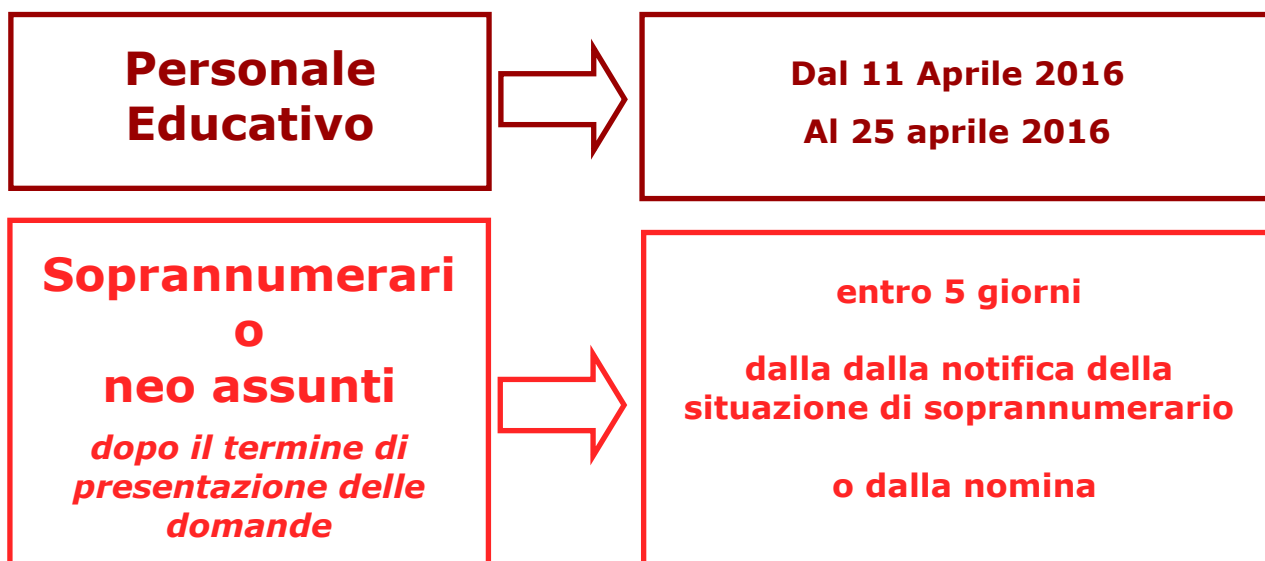 Personale
Educativo
Dal 11 Aprile 2016
Al 25 aprile 2016
Soprannumerari
o
neo assunti
dopo il termine di
presentazione delle
domande
entro 5 giorni
dalla dalla notifica della
situazione di soprannumerario
o dalla nomina